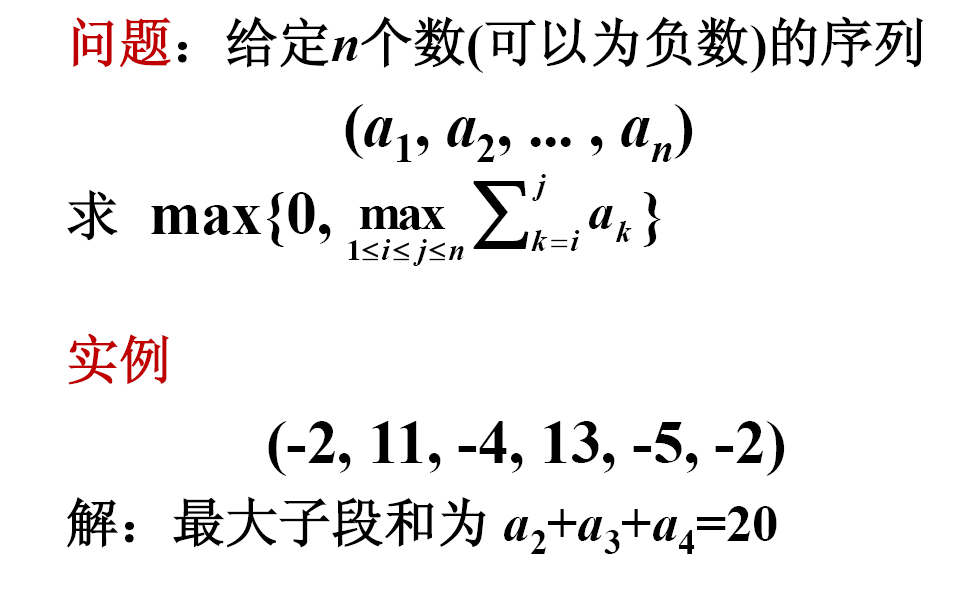 问题：给定n个数(可以为负数)的序列
(a₁, a₂, ... , aₙ)
求 max{0, max_{1≤i≤j≤n} ∑_{k=i}^{j} a_k }
实例
(-2, 11, -4, 13, -5, -2)
解：最大子段和为 a₂+a₃+a₄=20